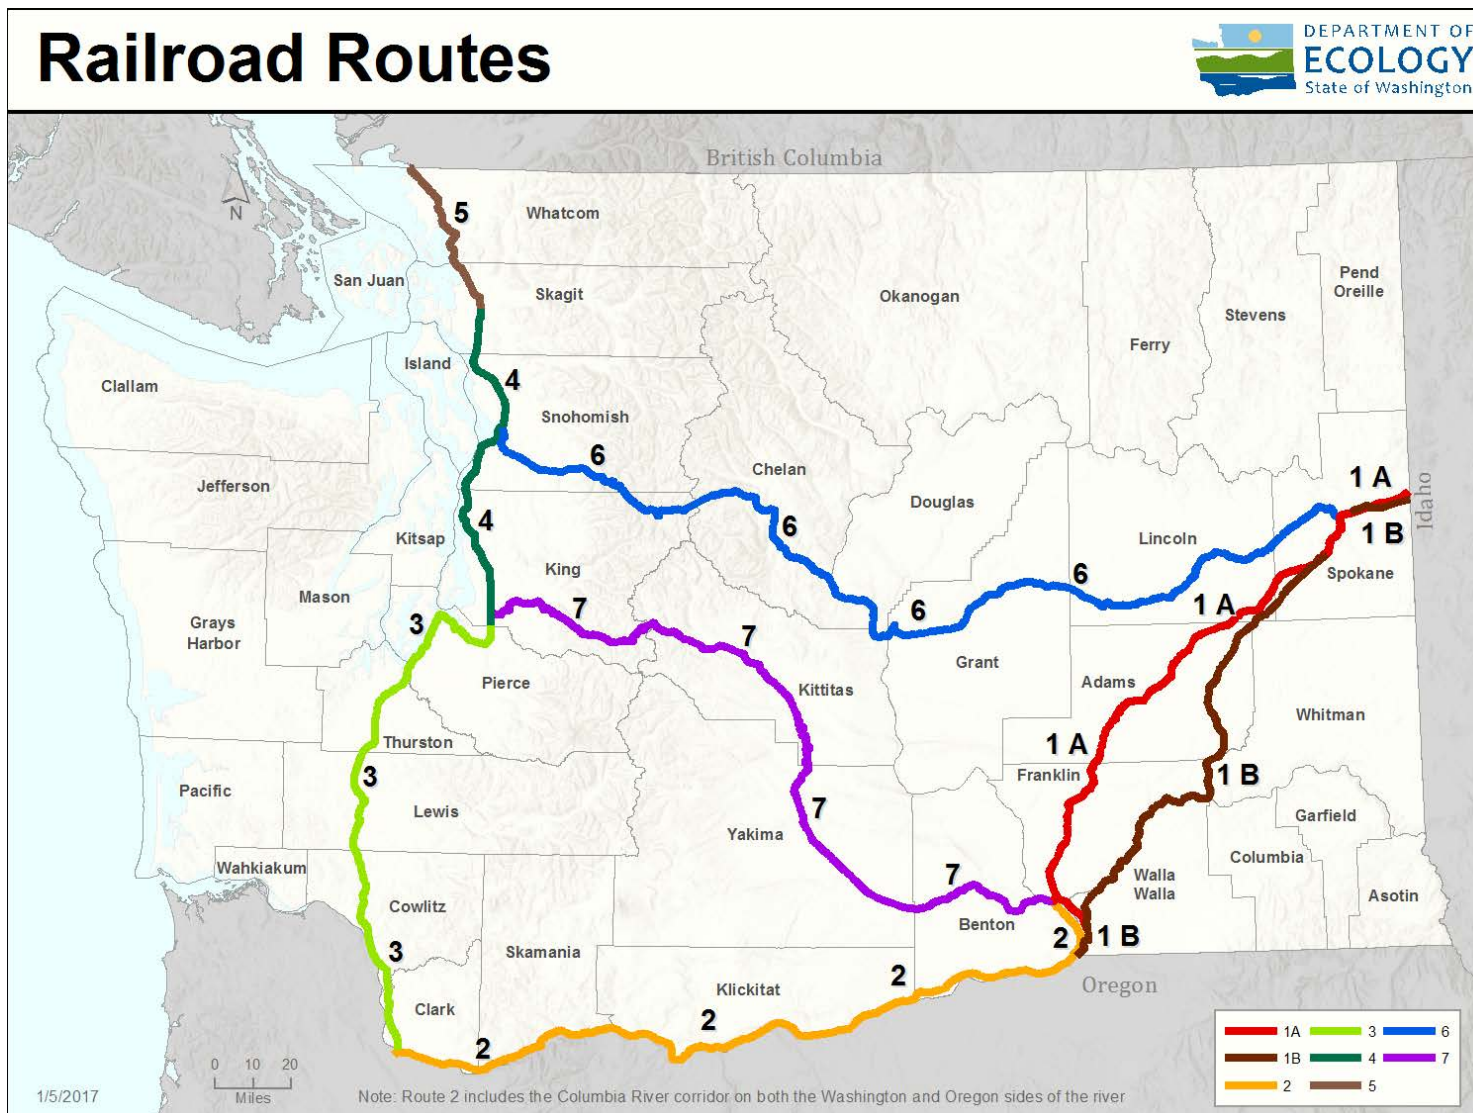 Railroad Routes
DEPARTMENT OF
ECOLOGY
State of Washington
British Columbia
N
5
Whatcom
San Juan
Skagit
Okanogan
Pend
Oreille
Stevens
Ferry
Island
Clallam
4
Snohomish
6
Chelan
Jefferson
Douglas
1 A
Idaho
4
Kitsap
6
Lincoln
1 B
King
6
Spokane
Mason
7
1 A
Grays
Harbor
3
6
7
Grant
Pierce
Kittitas
Adams
Whitman
Thurston
1 A
3
Franklin
1 B
Pacific
Lewis
7
Yakima
Garfield
Wahkiakum
Columbia
7
Walla
Walla
Asotin
Cowlitz
Benton
2
1 B
3
Skamania
2
Klickitat
Oregon
Clark
2
2
0 10 20
Miles
1A
3
6
1B
4
7
2
5
1/5/2017
Note: Route 2 includes the Columbia River corridor on both the Washington and Oregon sides of the river